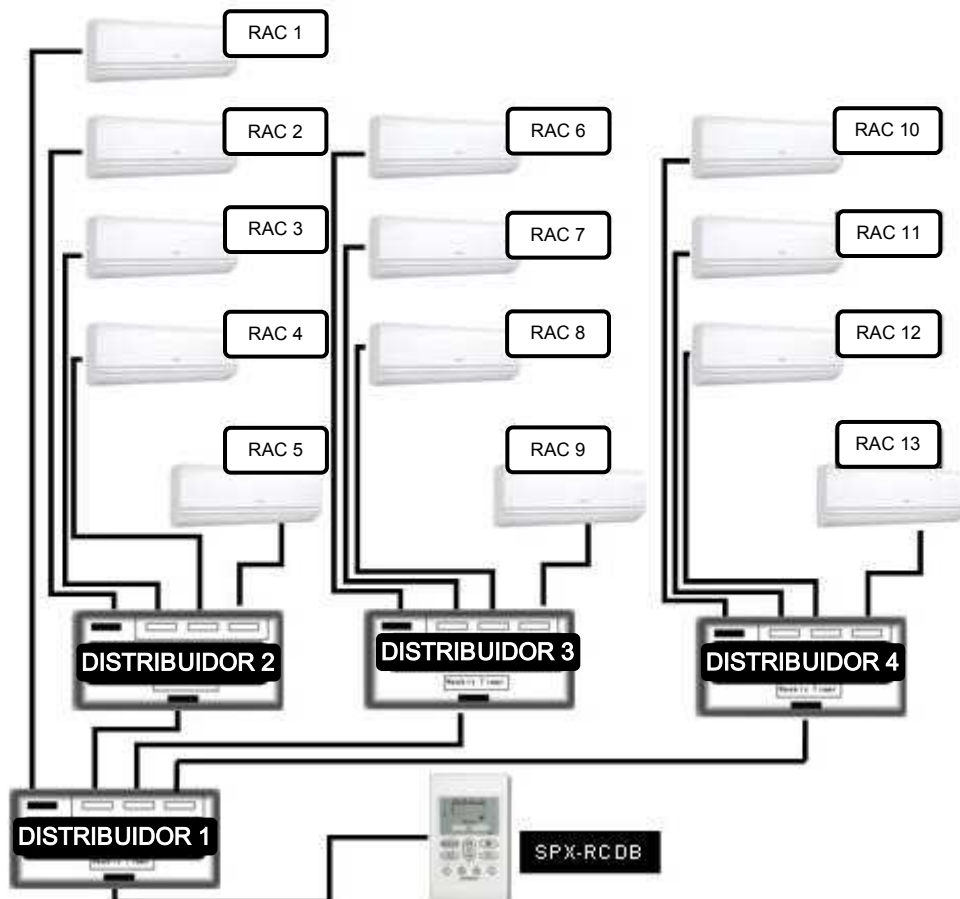 RAC 1
RAC 2
RAC 6
RAC 10
RAC 3
RAC 7
RAC 11
RAC 4
RAC 8
RAC 12
RAC 5
RAC 9
RAC 13
DISTRIBUIDOR 2
DISTRIBUIDOR 3
DISTRIBUIDOR 4
Weekly Timer
Weekly Timer
DISTRIBUIDOR 1
Weekly Timer
SPX-RCDB